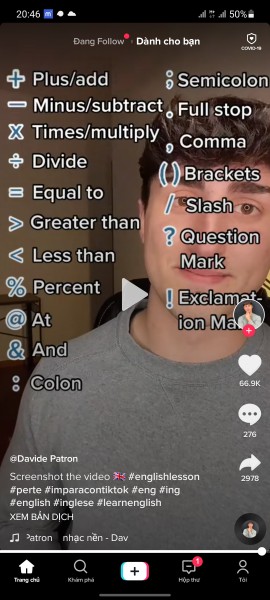 20:46 50%
Đang Follow Dành cho bạn
COVID-19
+ Plus/add
— Minus/subtract
x Times/multiply
÷ Divide
= Equal to
> Greater than
< Less than
% Percent
@ At
& And
: Colon
; Semicolon
. Full stop
, Comma
( ) Brackets
/ Slash
? Question
Mark
! Exclamat-
ion Ma
66.9K
276
2978
@Davide Patron
Screenshot the video 🇬🇧 #englishlesson
#perte #imparacontiktok #eng #ing
#english #inglese #learnenglish
XEM BẢN DỊCH
Patron nhạc nền - Dav
1
Trang chủ Khám phá Hộp thư Tôi